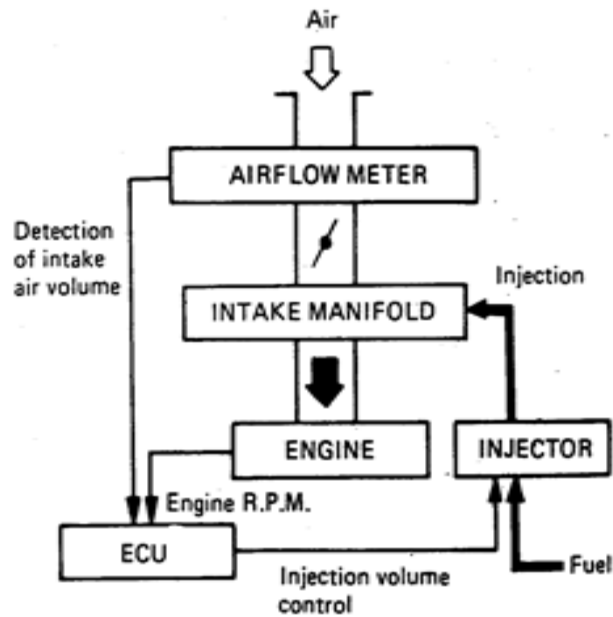 Air
AIRFLOW METER
Detection
of intake
air volume
Injection
INTAKE MANIFOLD
ENGINE
INJECTOR
Engine R.P.M.
ECU
Injection volume
control
Fuel